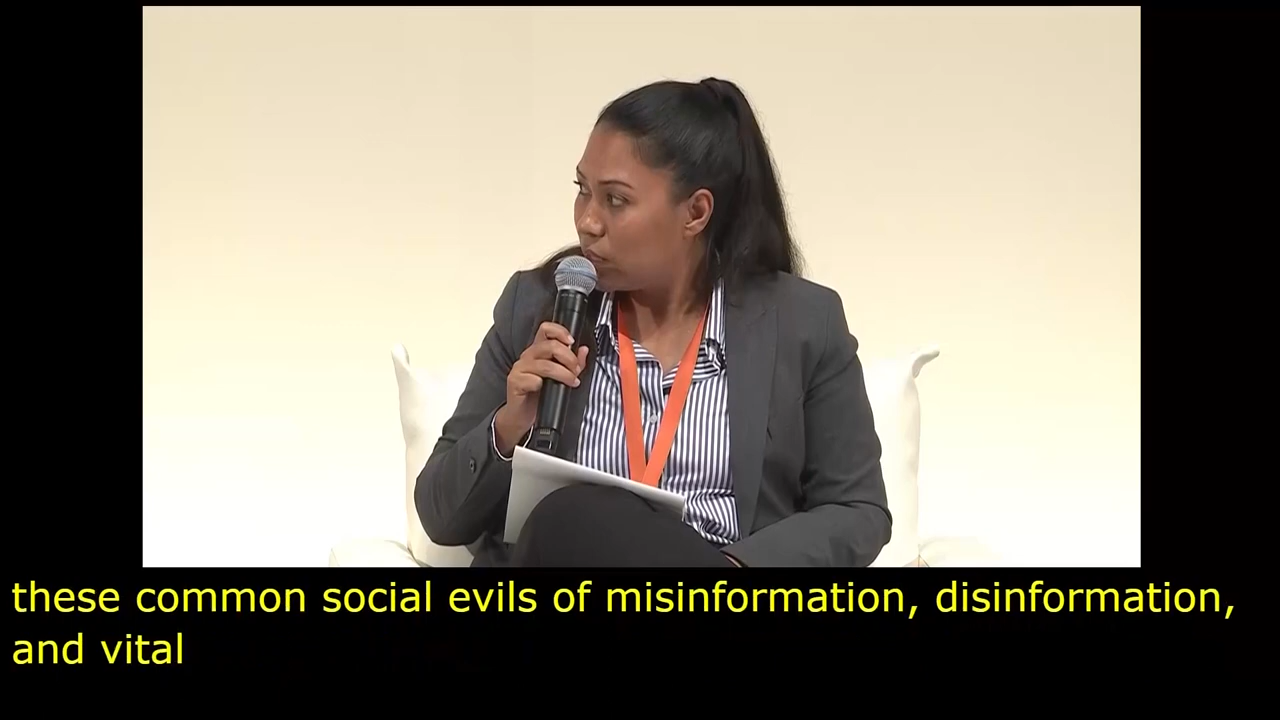 these common social evils of misinformation, disinformation,
and vital